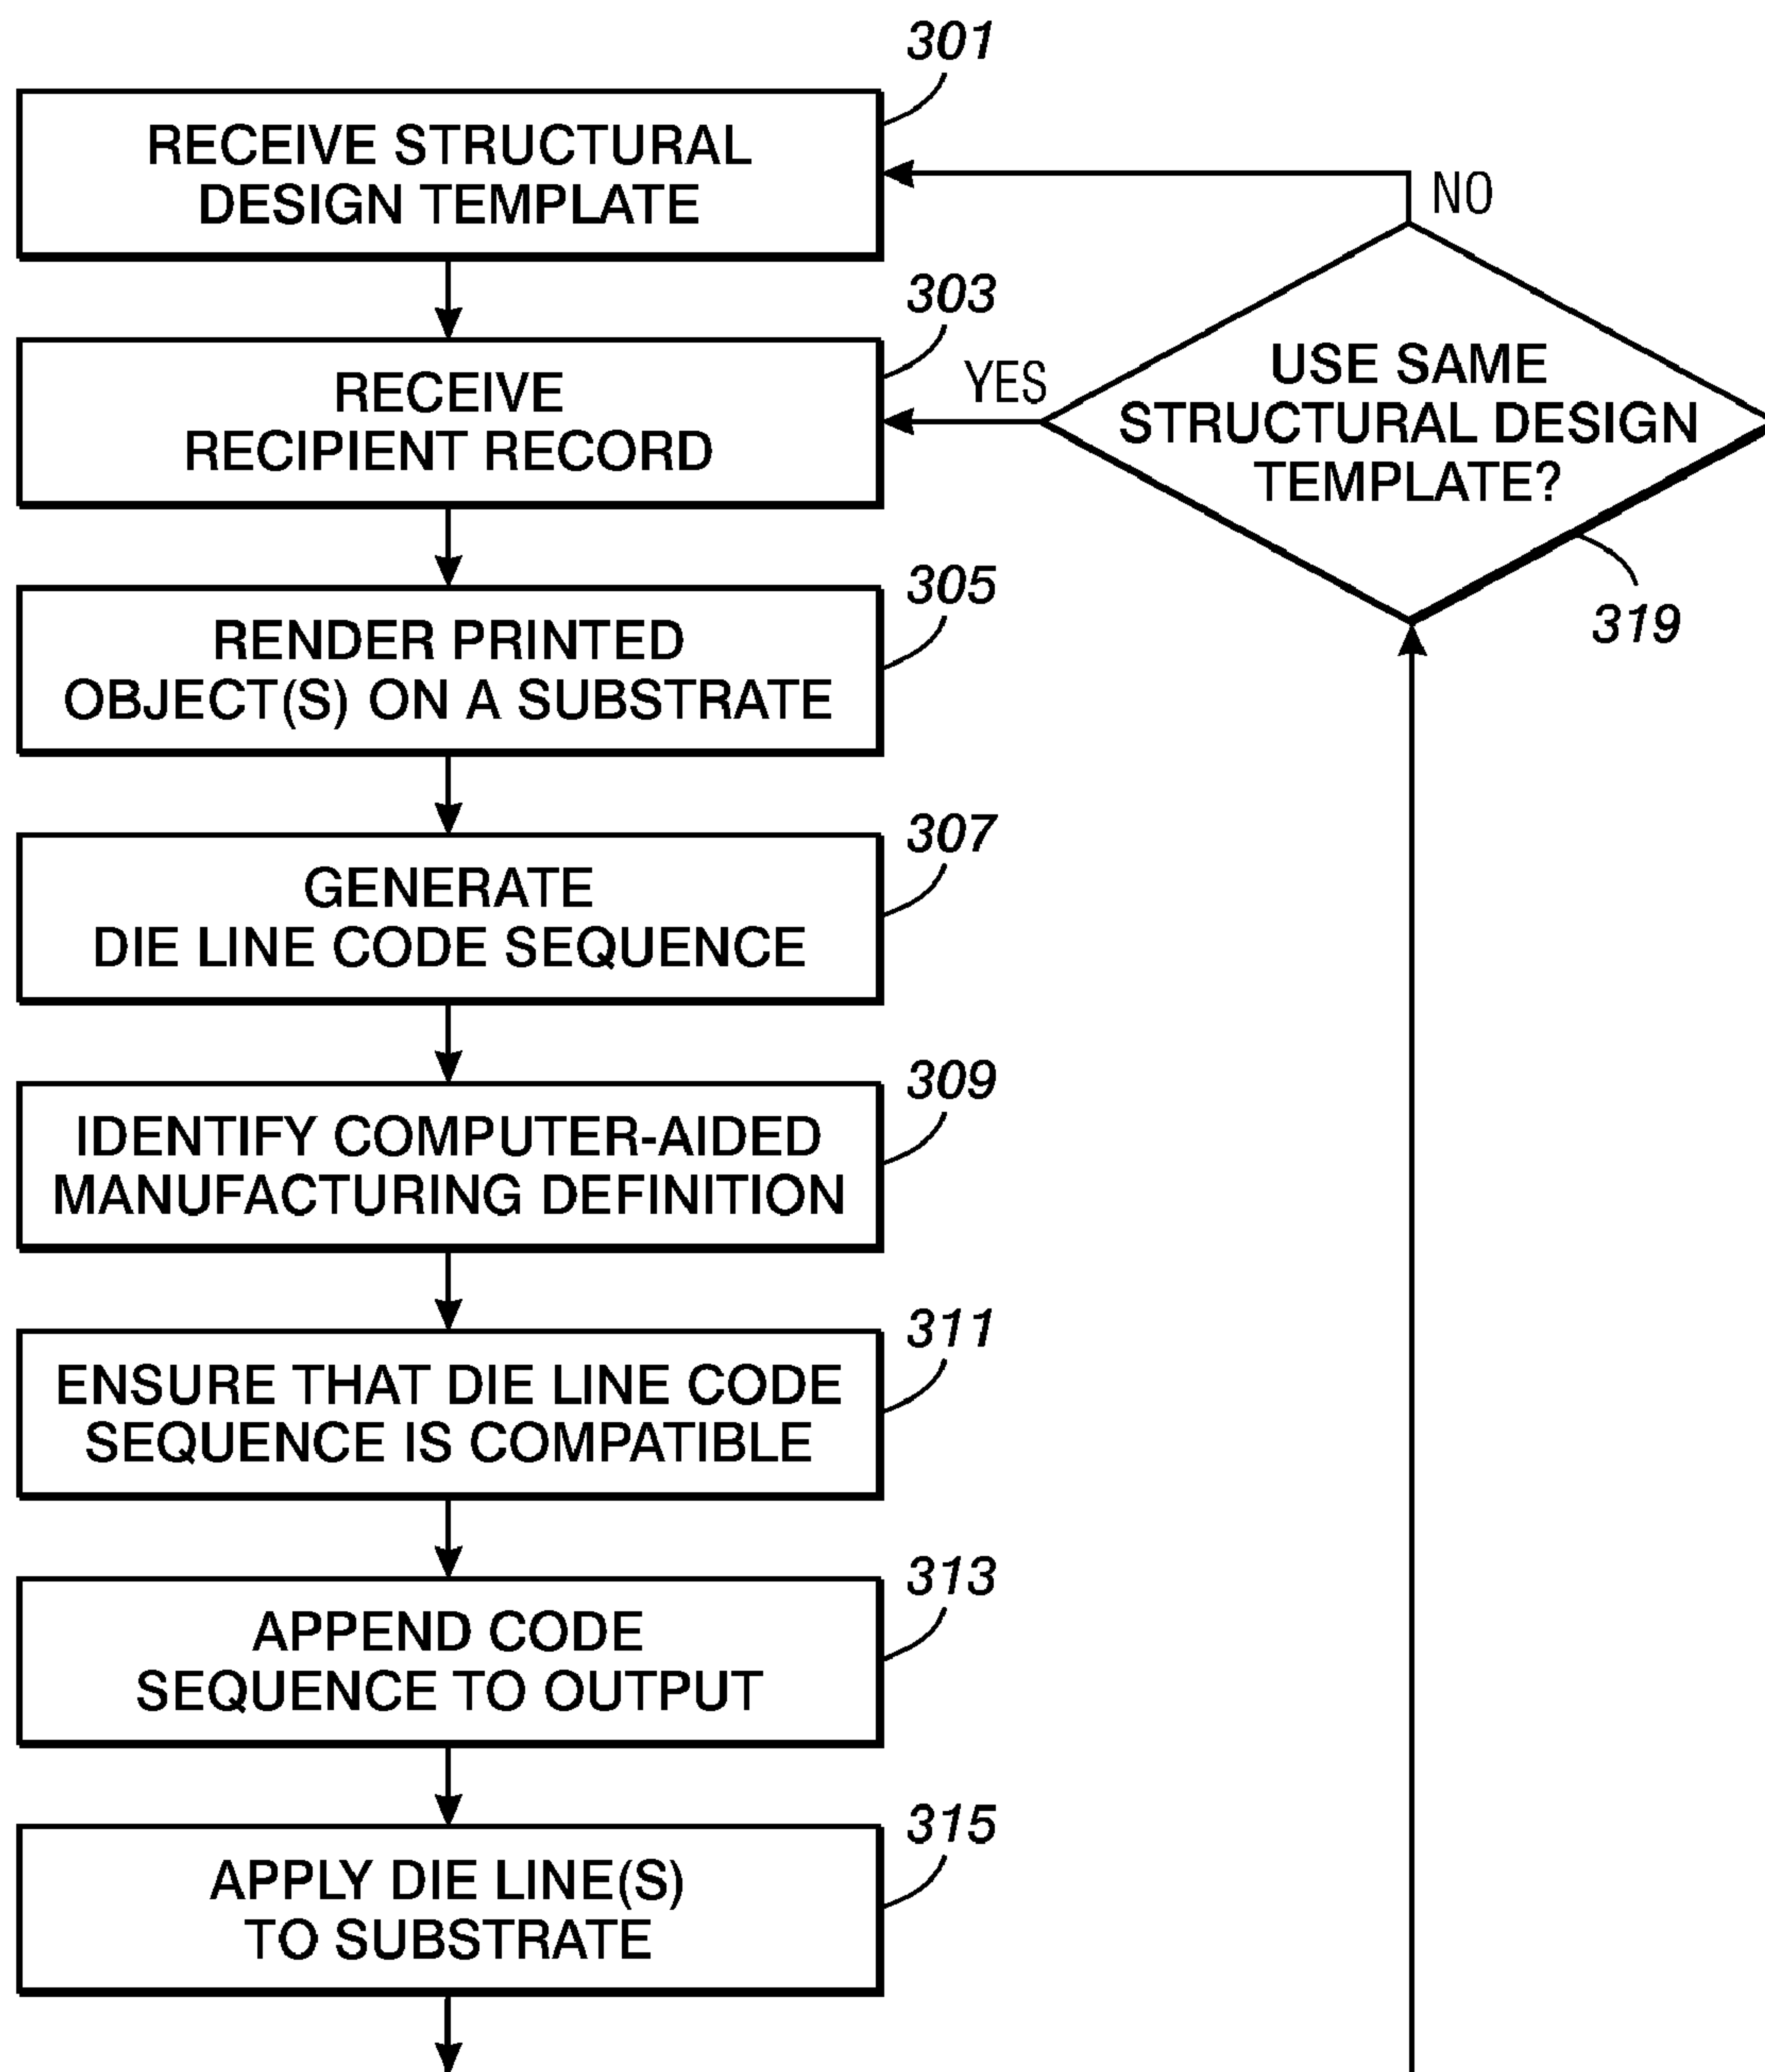 301
RECEIVE STRUCTURAL
DESIGN TEMPLATE
NO
303
RECEIVE
RECIPIENT RECORD
YES
USE SAME
STRUCTURAL DESIGN
TEMPLATE?
319
305
RENDER PRINTED
OBJECT(S) ON A SUBSTRATE
307
GENERATE
DIE LINE CODE SEQUENCE
309
IDENTIFY COMPUTER-AIDED
MANUFACTURING DEFINITION
311
ENSURE THAT DIE LINE CODE
SEQUENCE IS COMPATIBLE
313
APPEND CODE
SEQUENCE TO OUTPUT
315
APPLY DIE LINE(S)
TO SUBSTRATE